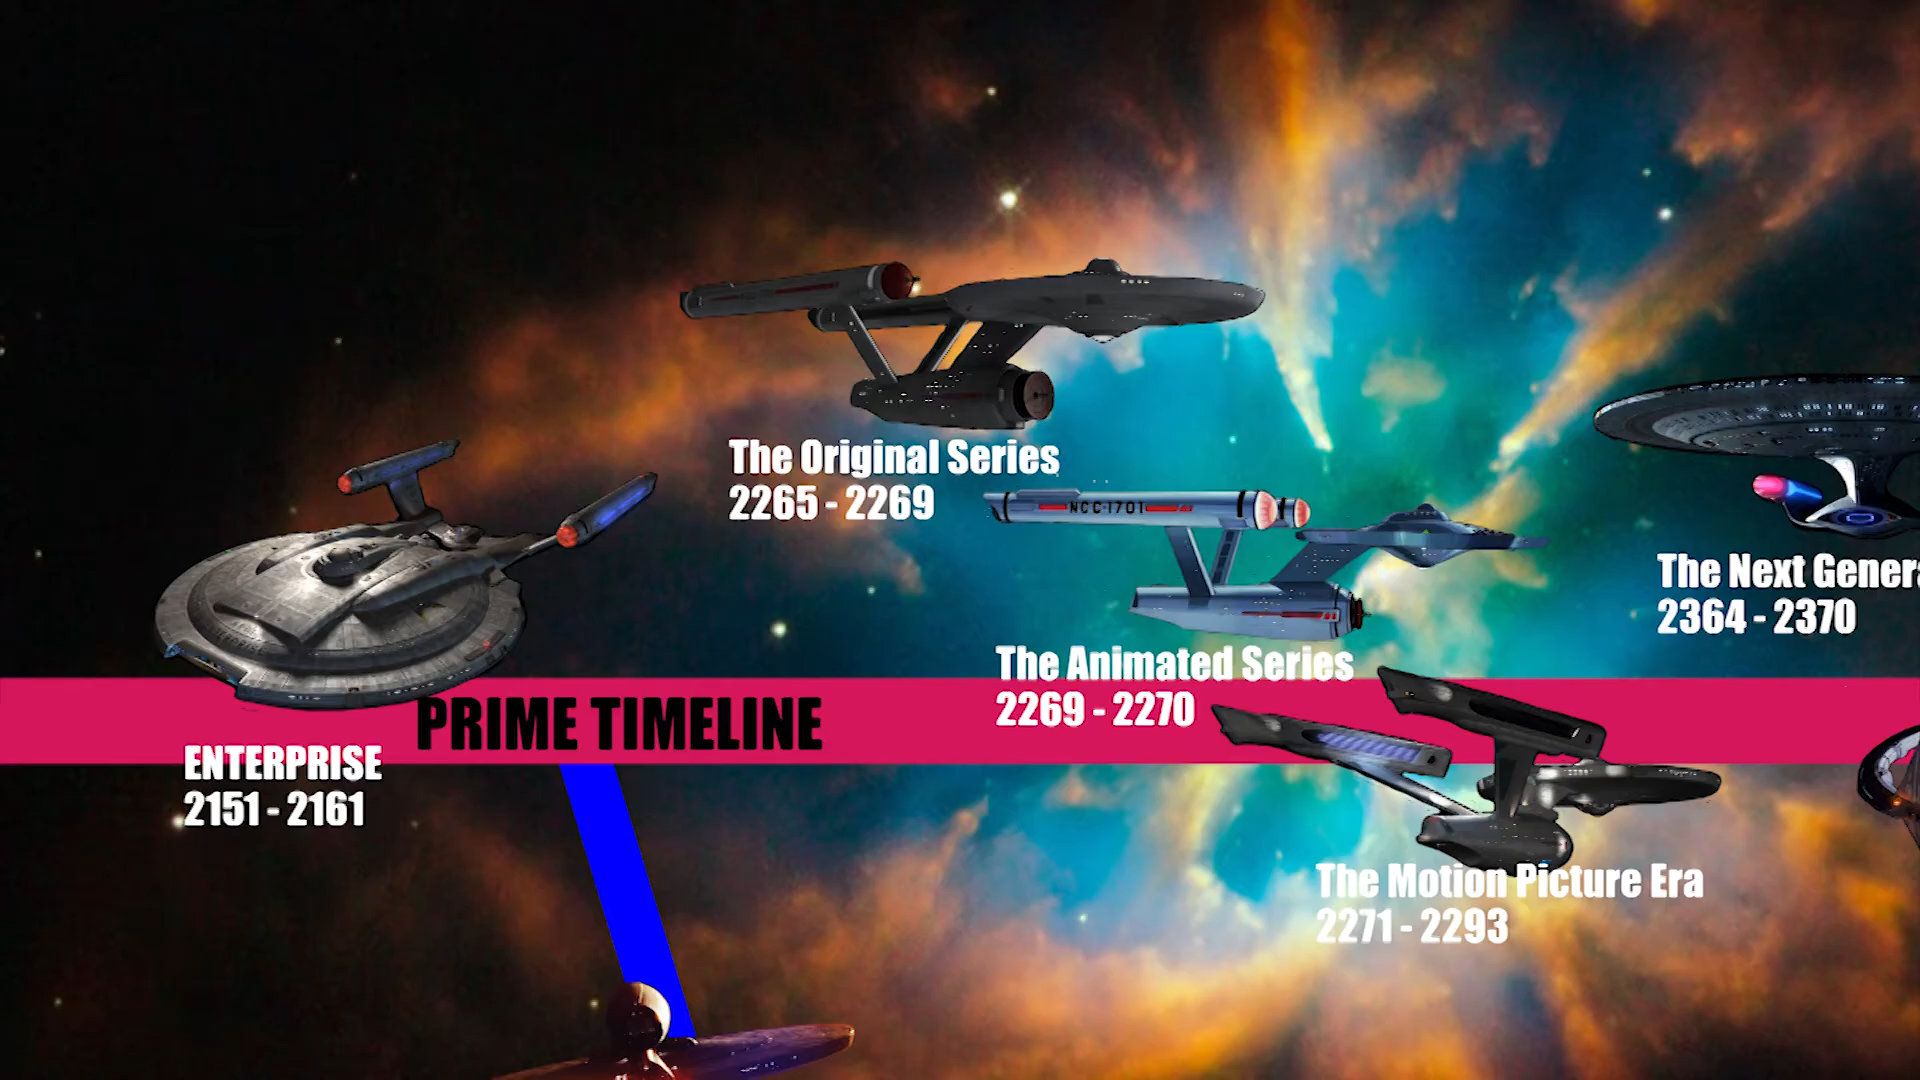 The Original Series
2265 - 2269
NCC-1701
The Next Genera
2364 - 2370
The Animated Series
2269 - 2270
PRIME TIMELINE
ENTERPRISE
2151 - 2161
The Motion Picture Era
2271 - 2293